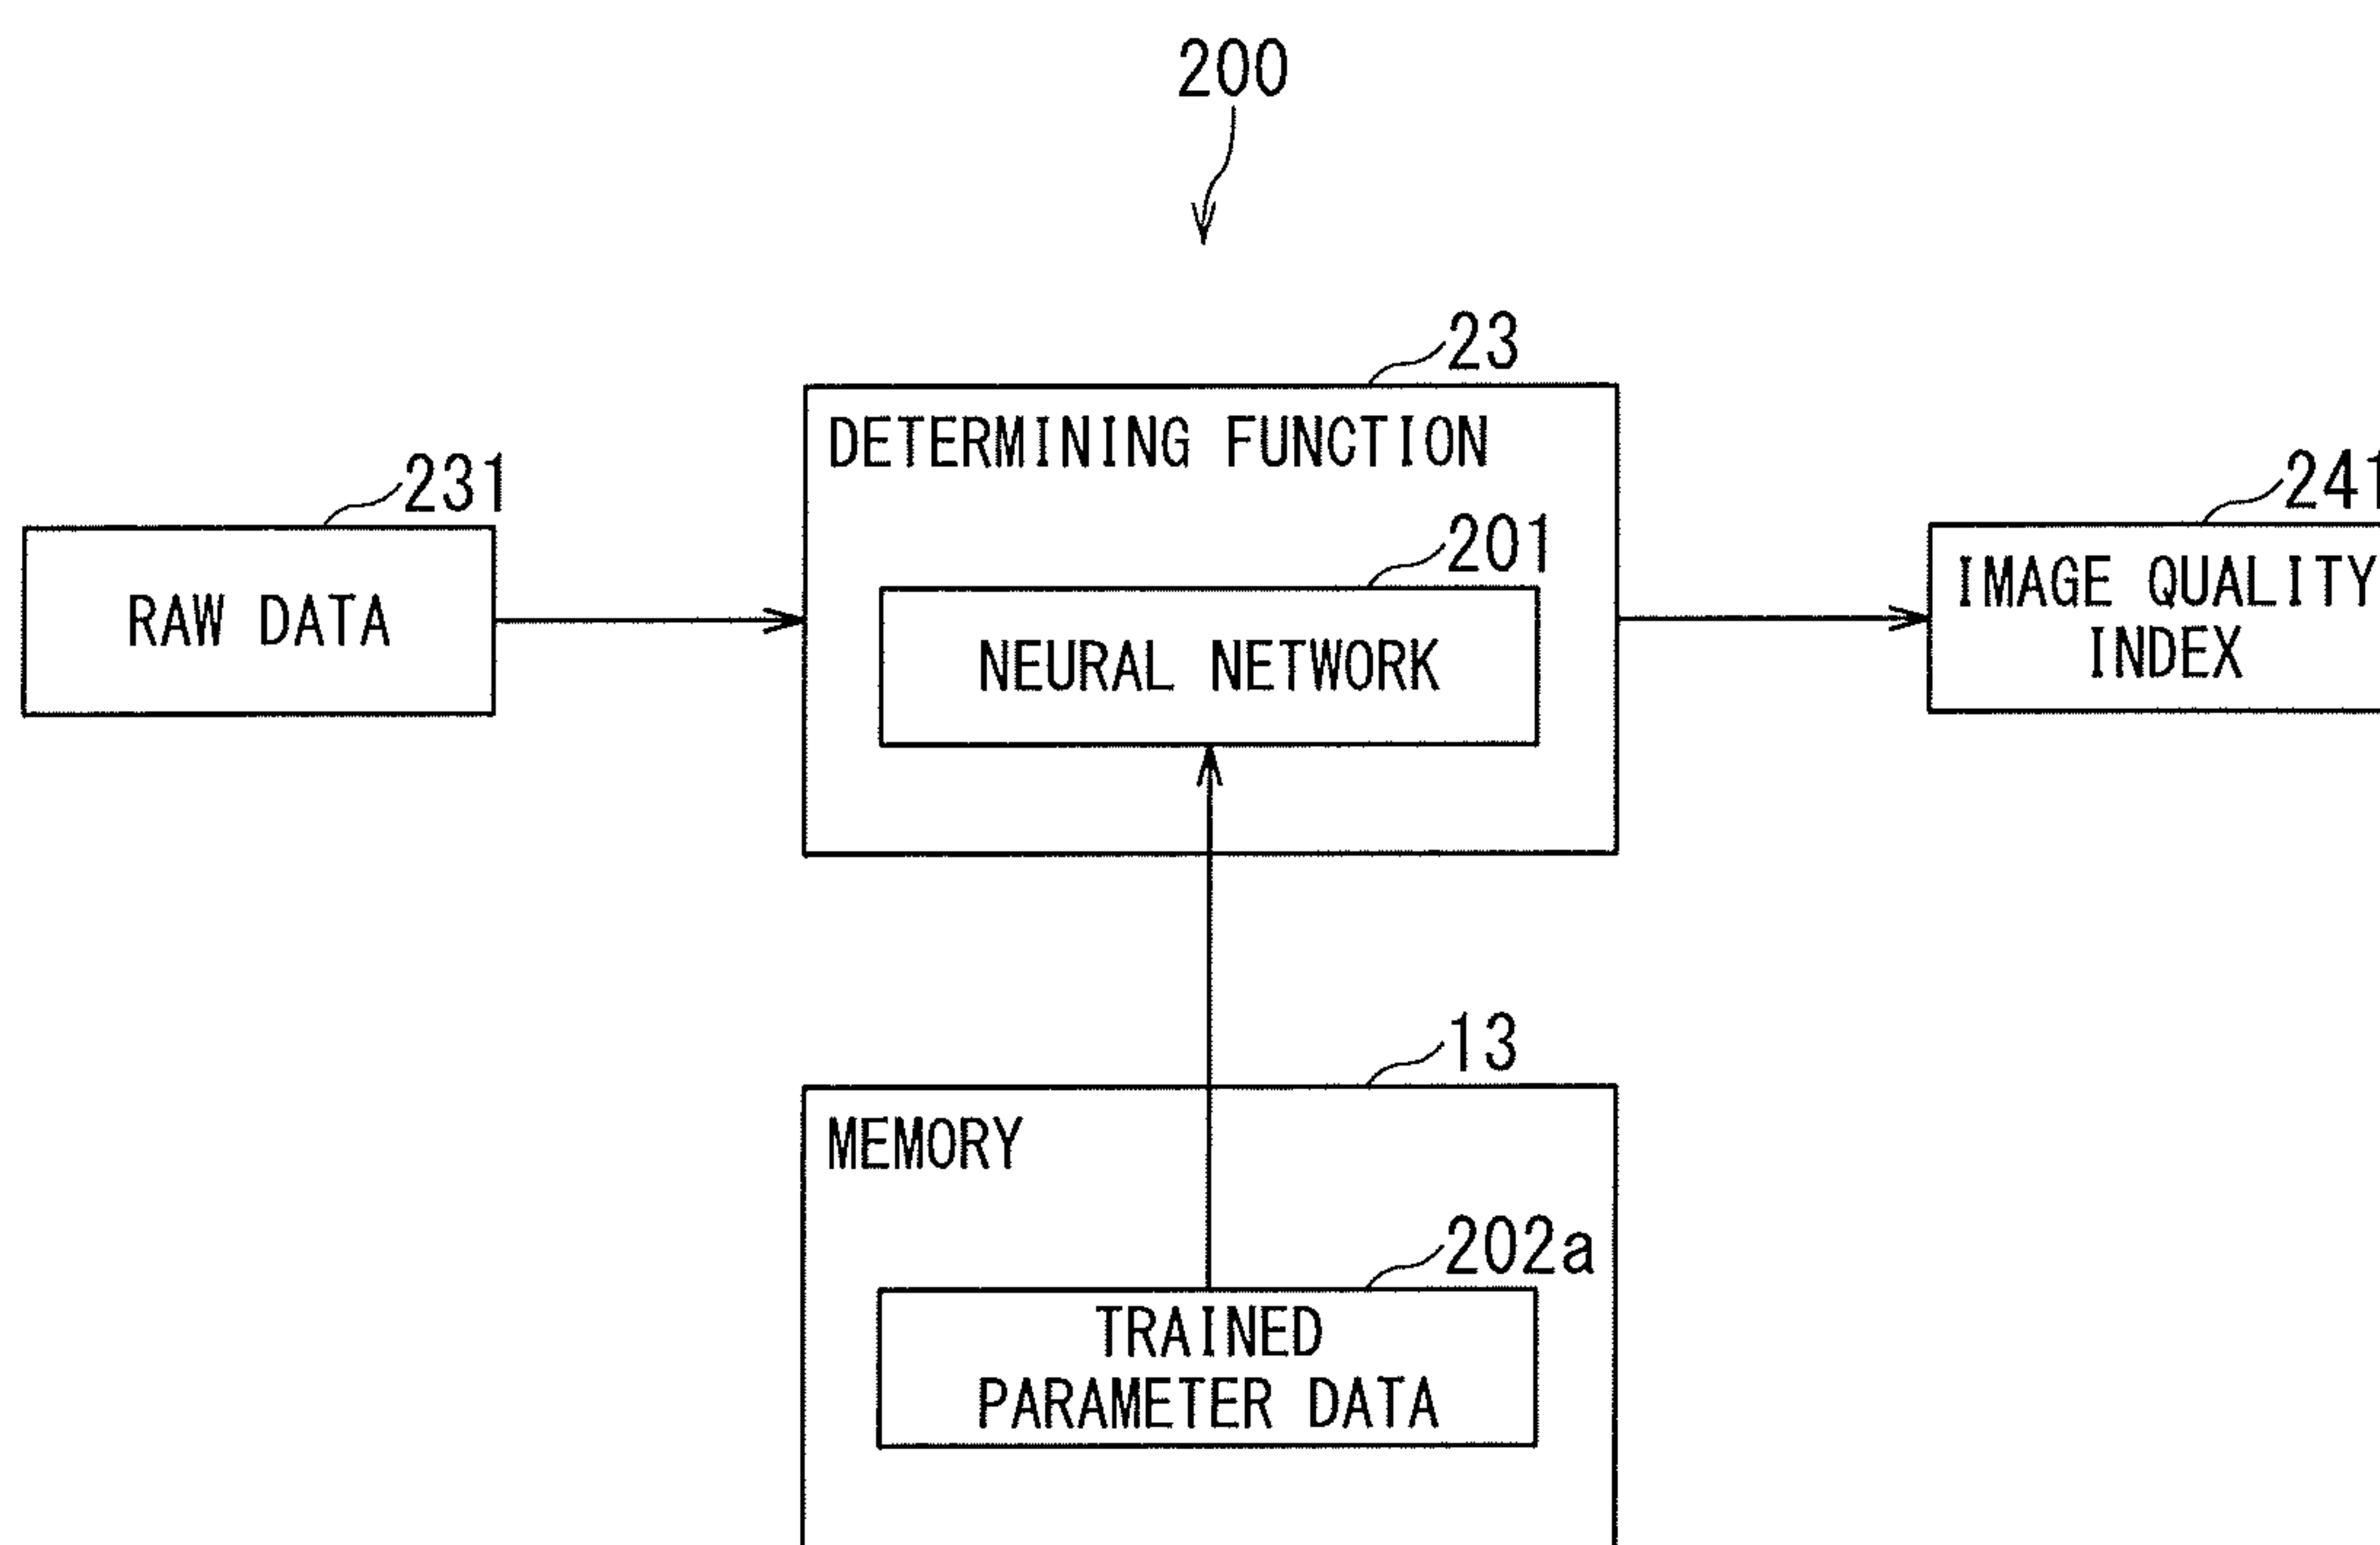 200
23
DETERMINING FUNCTION
231
RAW DATA
201
NEURAL NETWORK
241
IMAGE QUALITY
INDEX
13
MEMORY
202a
TRAINED
PARAMETER DATA